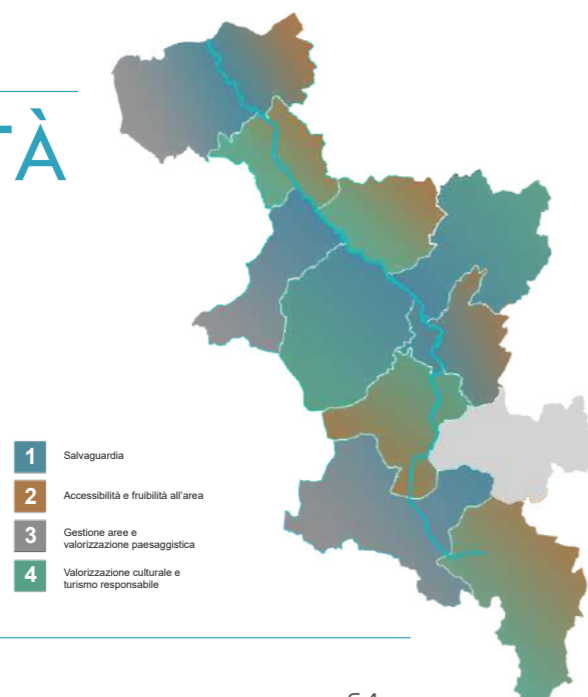 TÀ
1 Salvaguardia
2 Accessibilità e fruibilità all'area
3 Gestione aree e
valorizzazione paesaggistica
4 Valorizzazione culturale e
turismo responsabile